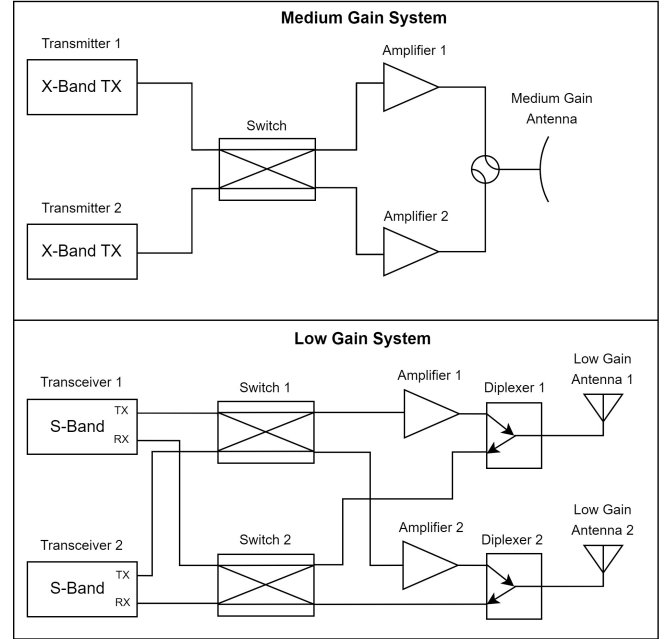 Medium Gain System
Transmitter 1
X-Band TX
Switch
Amplifier 1
Medium Gain
Antenna
Transmitter 2
X-Band TX
Amplifier 2
Low Gain System
Transceiver 1
S-Band
TX
RX
Switch 1
Amplifier 1
Diplexer 1
Low Gain
Antenna 1
Transceiver 2
S-Band
TX
RX
Switch 2
Amplifier 2
Diplexer 2
Low Gain
Antenna 2